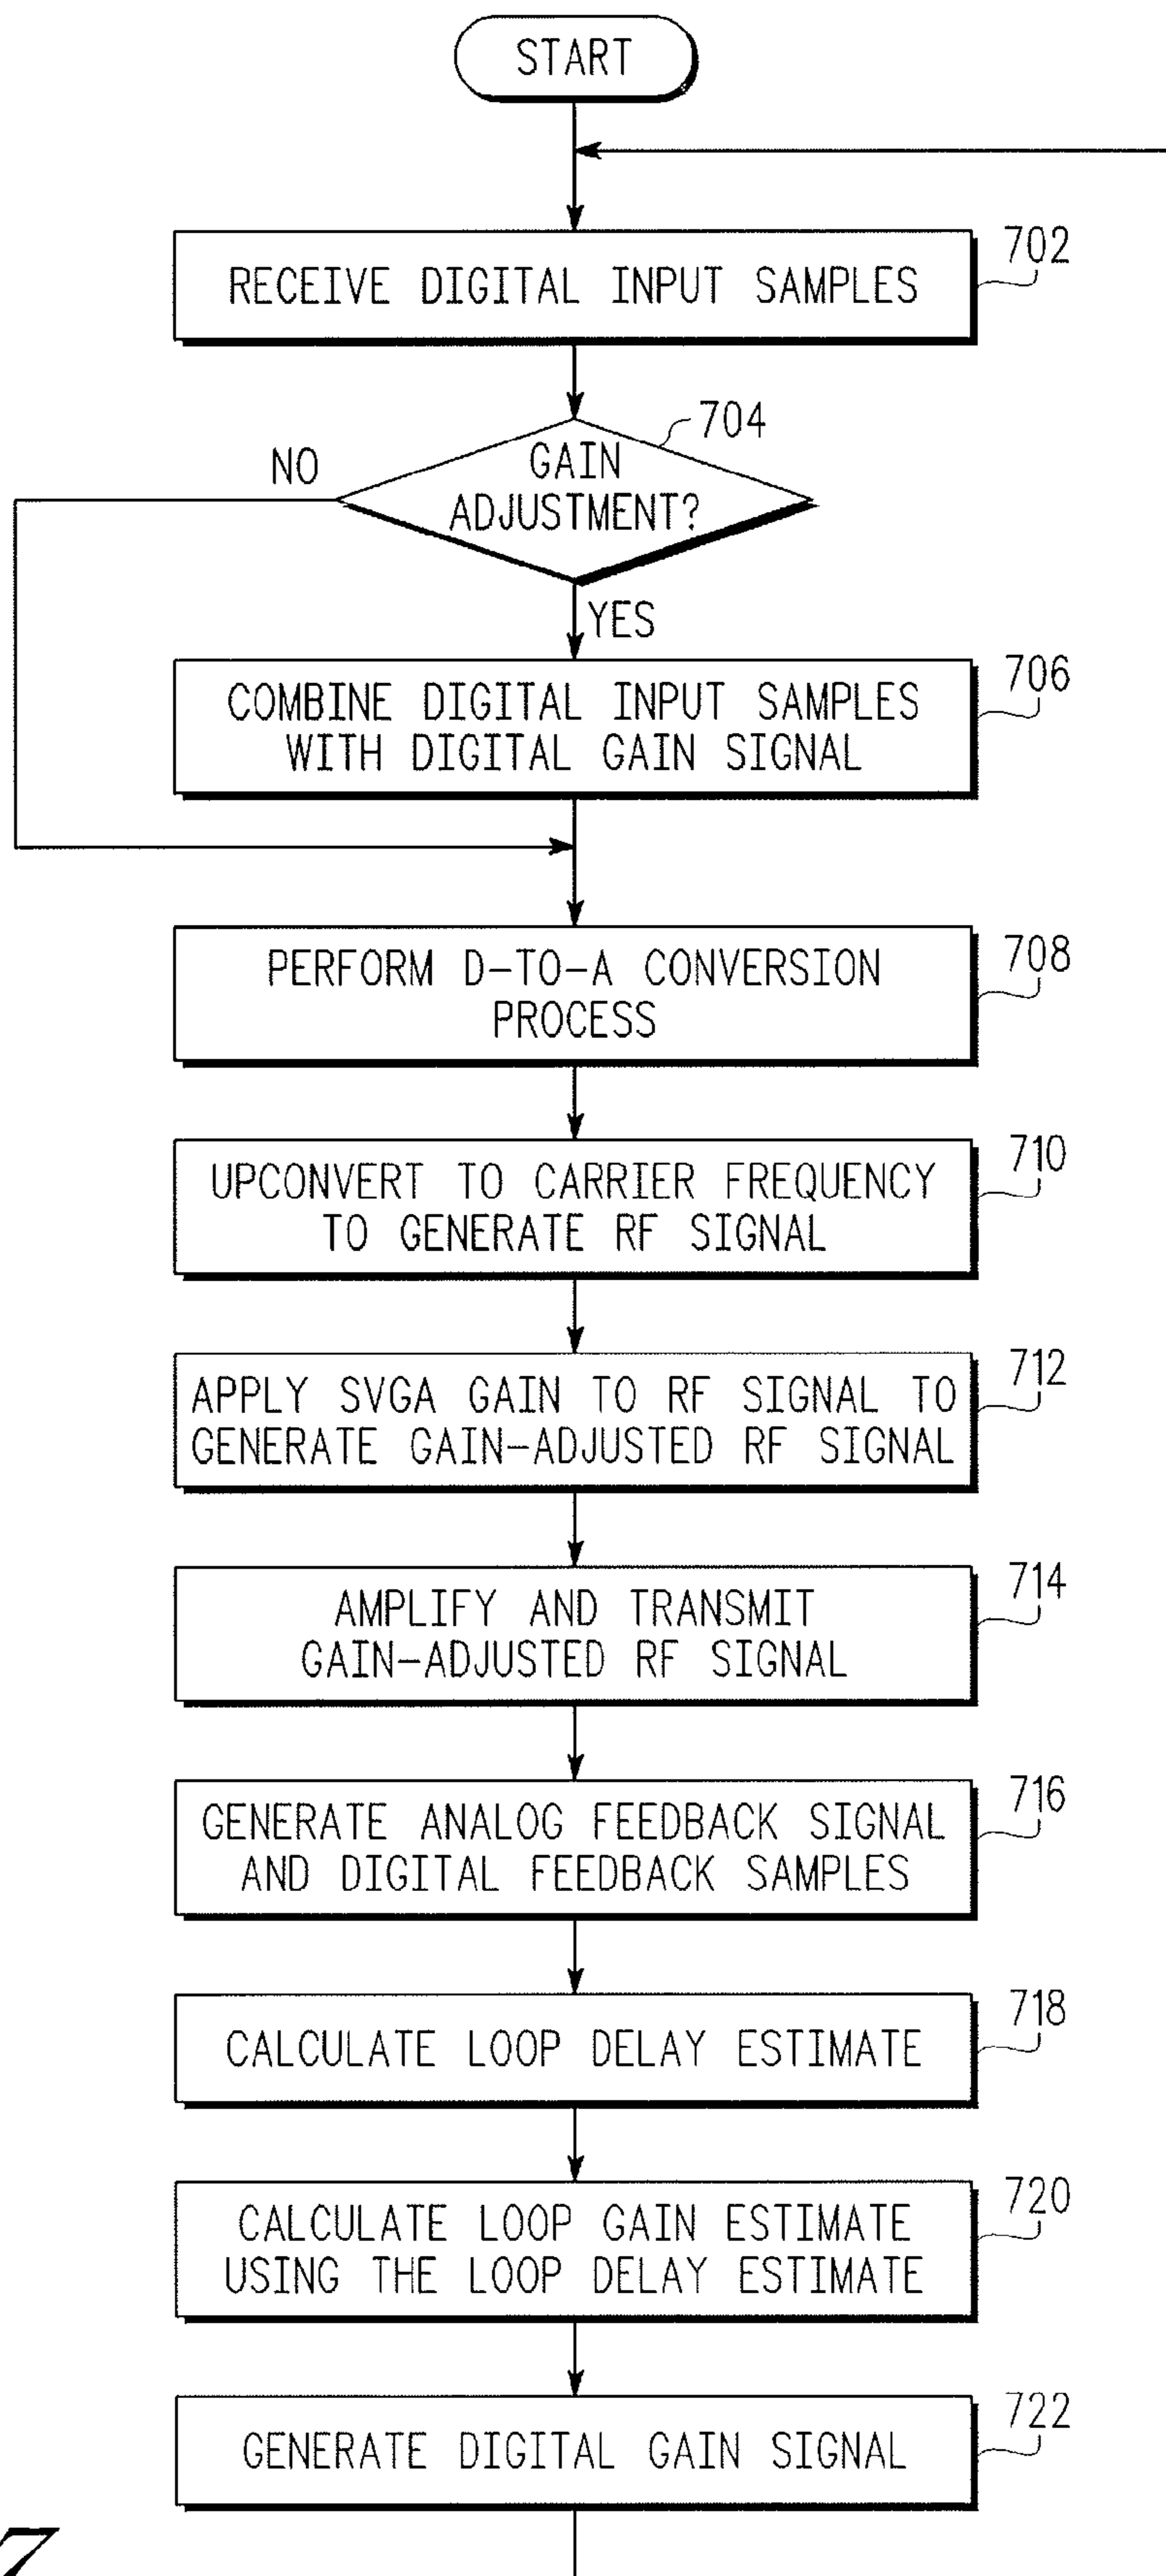 START
RECEIVE DIGITAL INPUT SAMPLES
702
704
GAIN
ADJUSTMENT?
NO
YES
COMBINE DIGITAL INPUT SAMPLES
WITH DIGITAL GAIN SIGNAL
706
PERFORM D-TO-A CONVERSION
PROCESS
708
UPCONVERT TO CARRIER FREQUENCY
TO GENERATE RF SIGNAL
710
APPLY SVGA GAIN TO RF SIGNAL TO
GENERATE GAIN-ADJUSTED RF SIGNAL
712
AMPLIFY AND TRANSMIT
GAIN-ADJUSTED RF SIGNAL
714
GENERATE ANALOG FEEDBACK SIGNAL
AND DIGITAL FEEDBACK SAMPLES
716
CALCULATE LOOP DELAY ESTIMATE
718
CALCULATE LOOP GAIN ESTIMATE
USING THE LOOP DELAY ESTIMATE
720
GENERATE DIGITAL GAIN SIGNAL
722